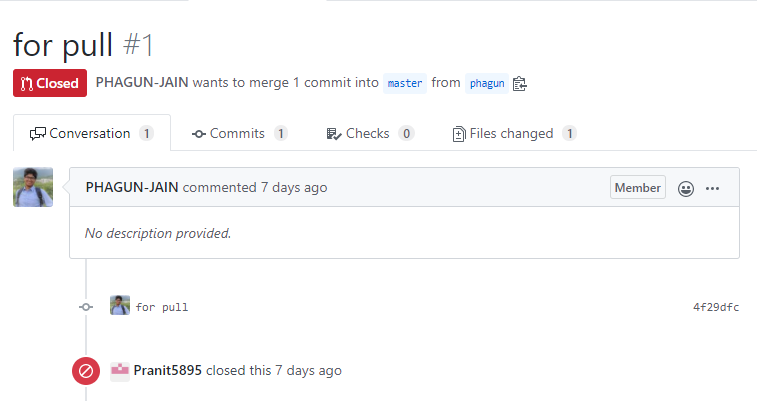 for pull #1
Closed PHAGUN-JAIN wants to merge 1 commit into master from phagun
Conversation 1 Commits 1 Checks 0 Files changed 1
PHAGUN-JAIN commented 7 days ago Member
No description provided.
for pull 4f29dfc
Pranit5895 closed this 7 days ago